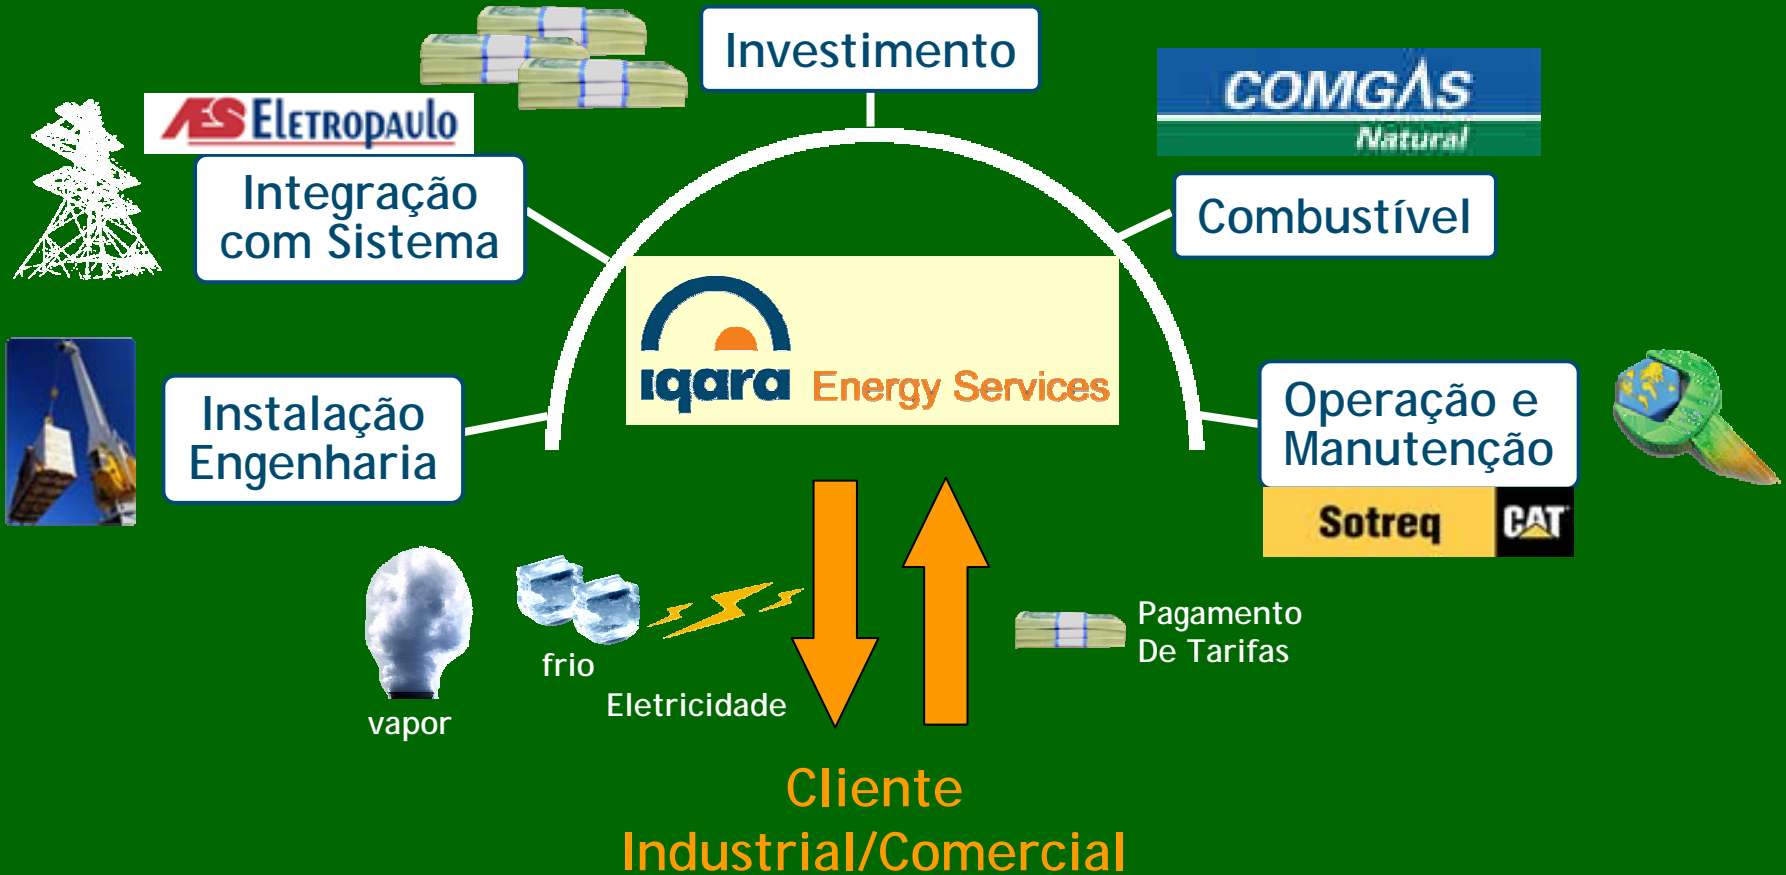 Investimento
COMGÁS
Natural
AES ELETROPAULO
Integração
com Sistema
Combustível
iqara Energy Services
Instalação
Engenharia
Operação e
Manutenção
Sotreq CAT
Pagamento
De Tarifas
frio
Eletricidade
vapor
Cliente
Industrial/Comercial